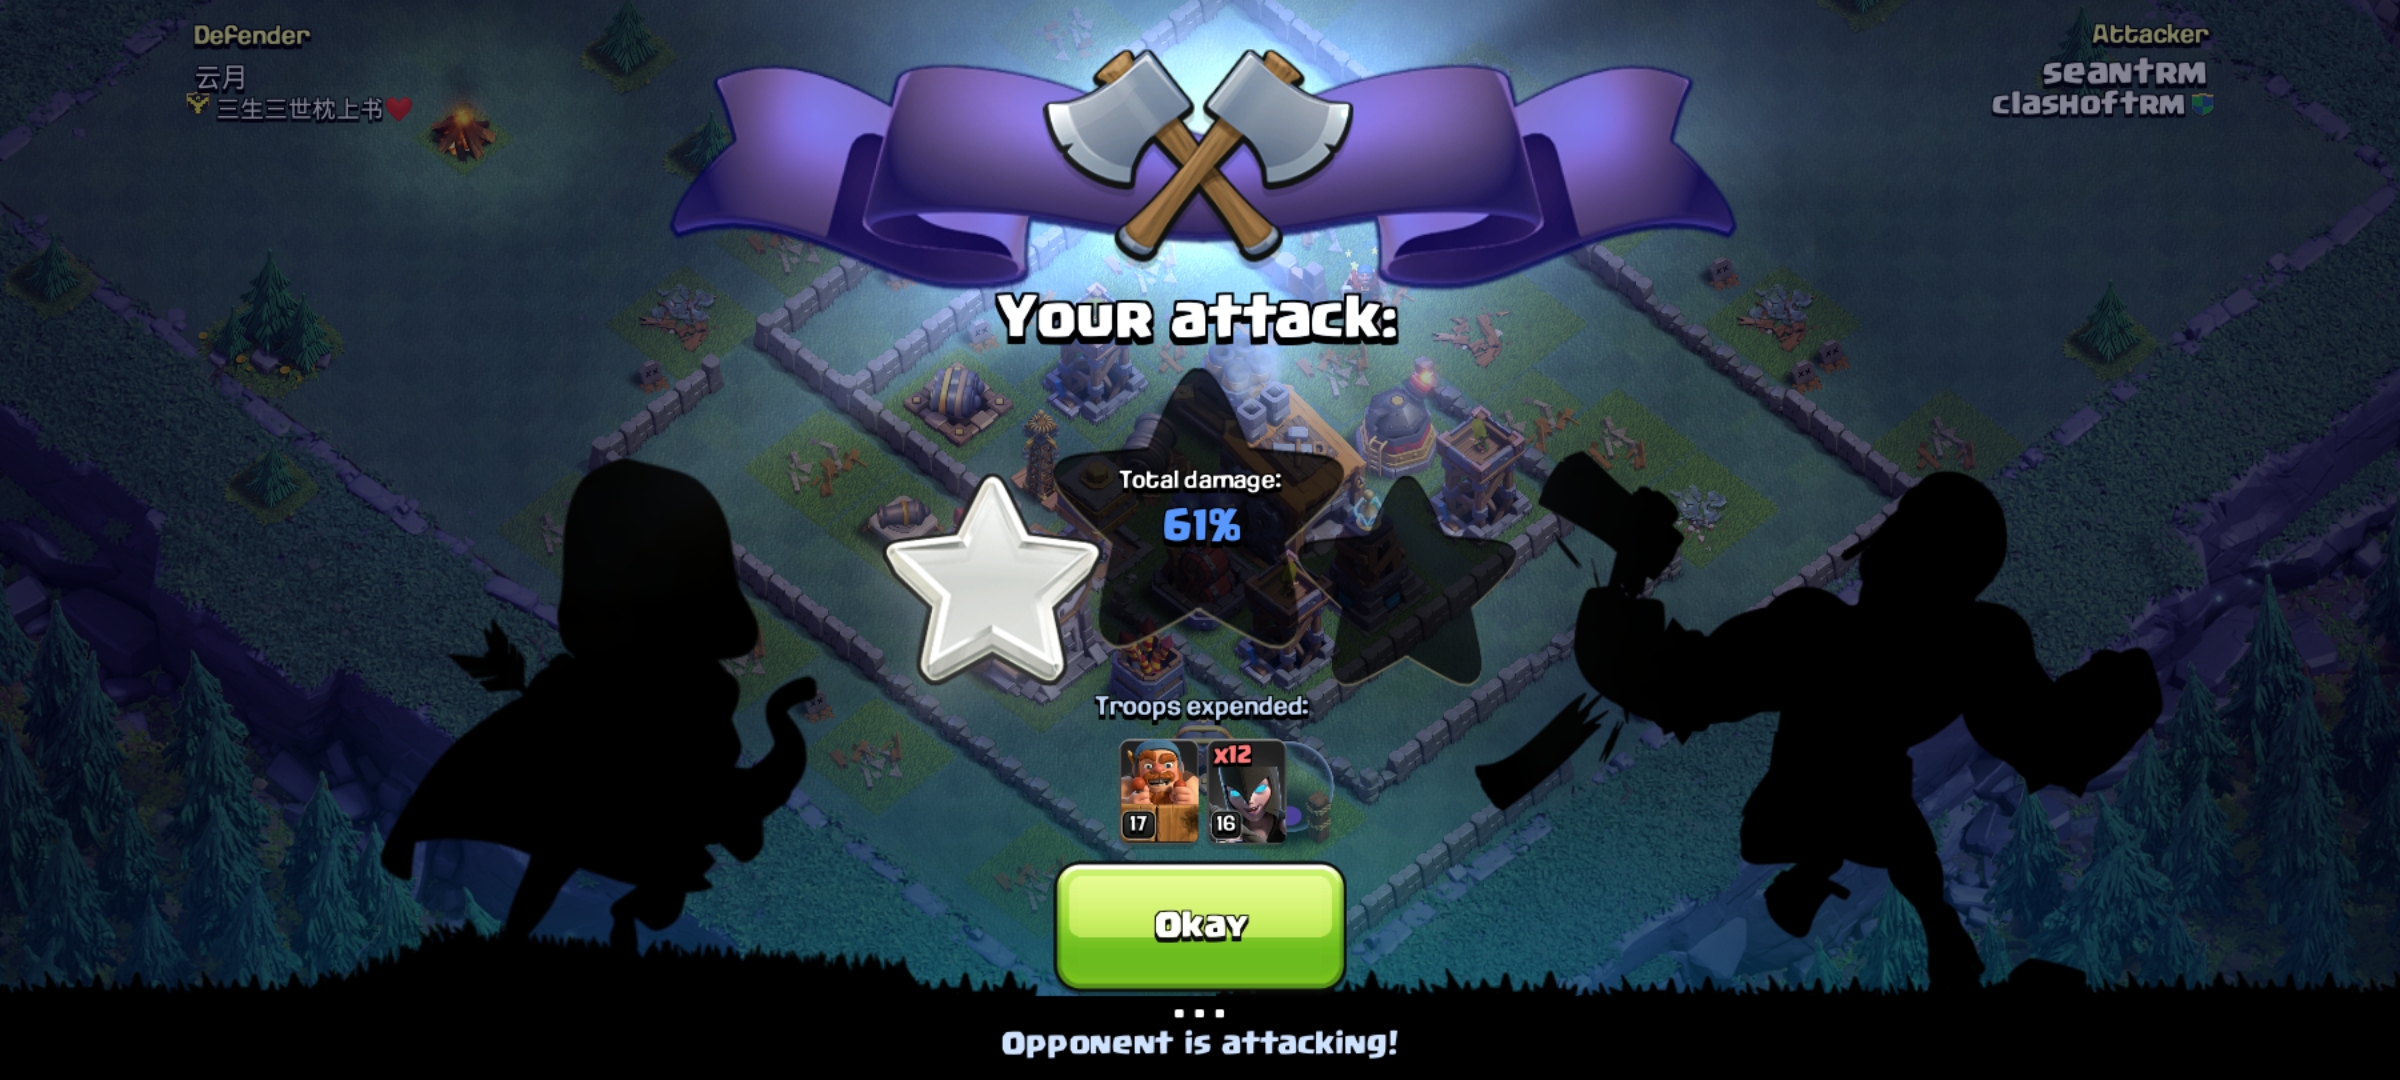 Defender
云月
三生三世枕上书❤️
Attacker
seantRM
clashoftRM
Your attack:
Total damage:
61%
Troops expended:
x12
17
16
Okay
...
Opponent is attacking!